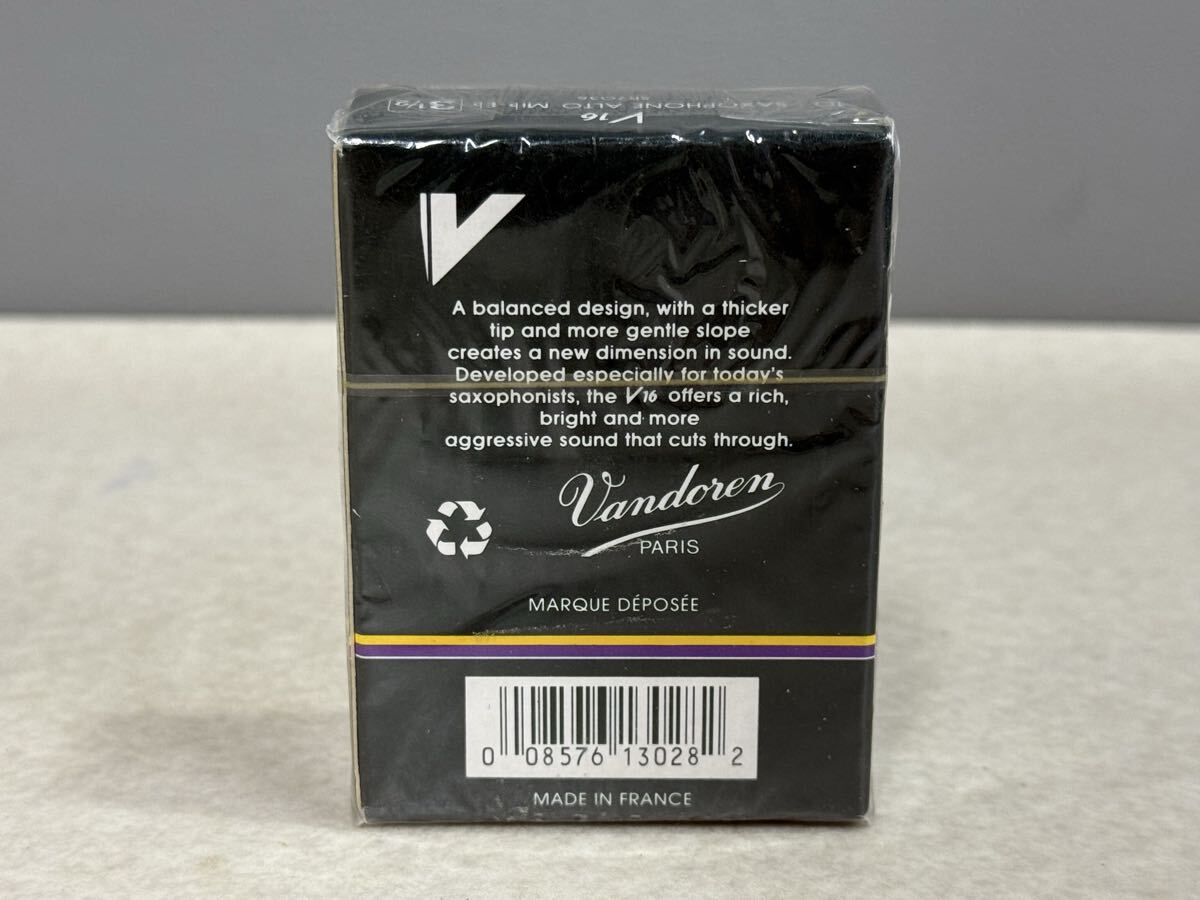 SAXOPHONE ALTO Mib-Eb 3½
V16
V
A balanced design, with a thicker
tip and more gentle slope
creates a new dimension in sound.
Developed especially for today's
saxophonists, the V16 offers a rich,
bright and more
aggressive sound that cuts through.
Vandoren
PARIS
MARQUE DÉPOSÉE
0 08576 13028 2
MADE IN FRANCE